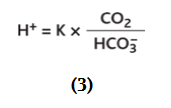 H⁺ = K × CO₂ / HCO₃⁻
(3)